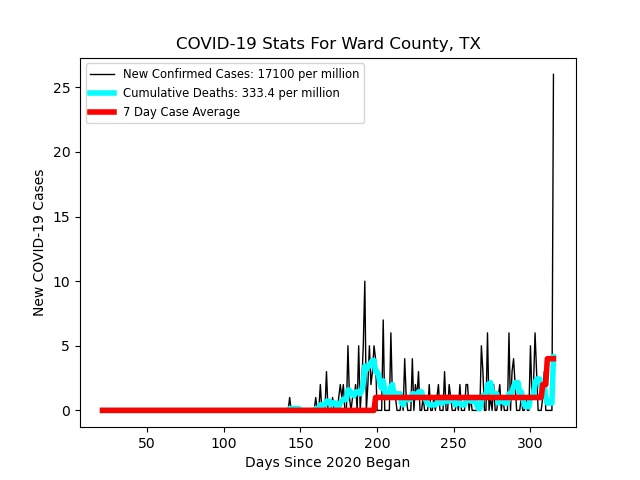 COVID-19 Stats For Ward County, TX
New Confirmed Cases: 17100 per million
Cumulative Deaths: 333.4 per million
7 Day Case Average
New COVID-19 Cases
25
20
15
10
5
0
50 100 150 200 250 300
Days Since 2020 Began